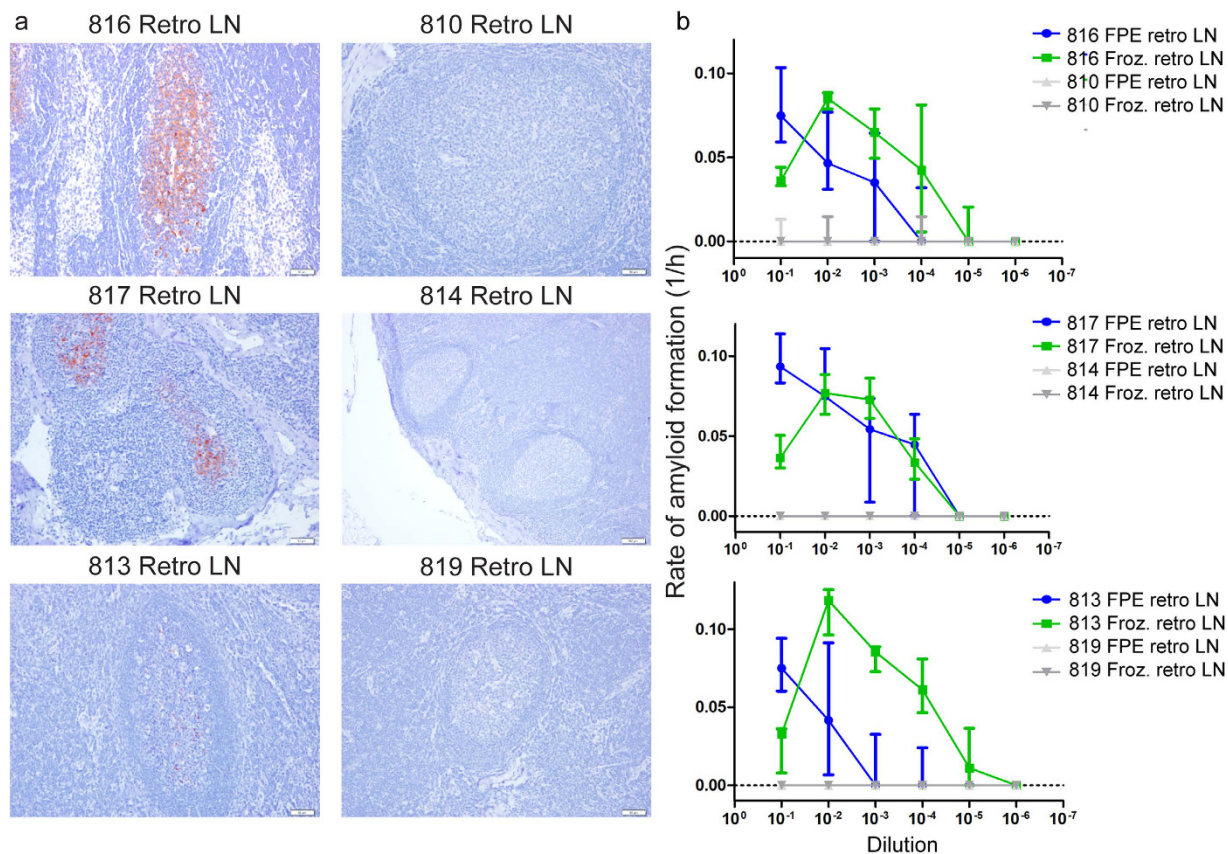 a
816 Retro LN
810 Retro LN
817 Retro LN
814 Retro LN
813 Retro LN
819 Retro LN
b
Rate of amyloid formation (1/h)
0.10
0.05
0.00
10⁰ 10⁻¹ 10⁻² 10⁻³ 10⁻⁴ 10⁻⁵ 10⁻⁶ 10⁻⁷
816 FPE retro LN
816 Froz. retro LN
810 FPE retro LN
810 Froz. retro LN
0.10
0.05
0.00
10⁰ 10⁻¹ 10⁻² 10⁻³ 10⁻⁴ 10⁻⁵ 10⁻⁶ 10⁻⁷
817 FPE retro LN
817 Froz. retro LN
814 FPE retro LN
814 Froz. retro LN
0.10
0.05
0.00
10⁰ 10⁻¹ 10⁻² 10⁻³ 10⁻⁴ 10⁻⁵ 10⁻⁶ 10⁻⁷
813 FPE retro LN
813 Froz. retro LN
819 FPE retro LN
819 Froz. retro LN
Dilution